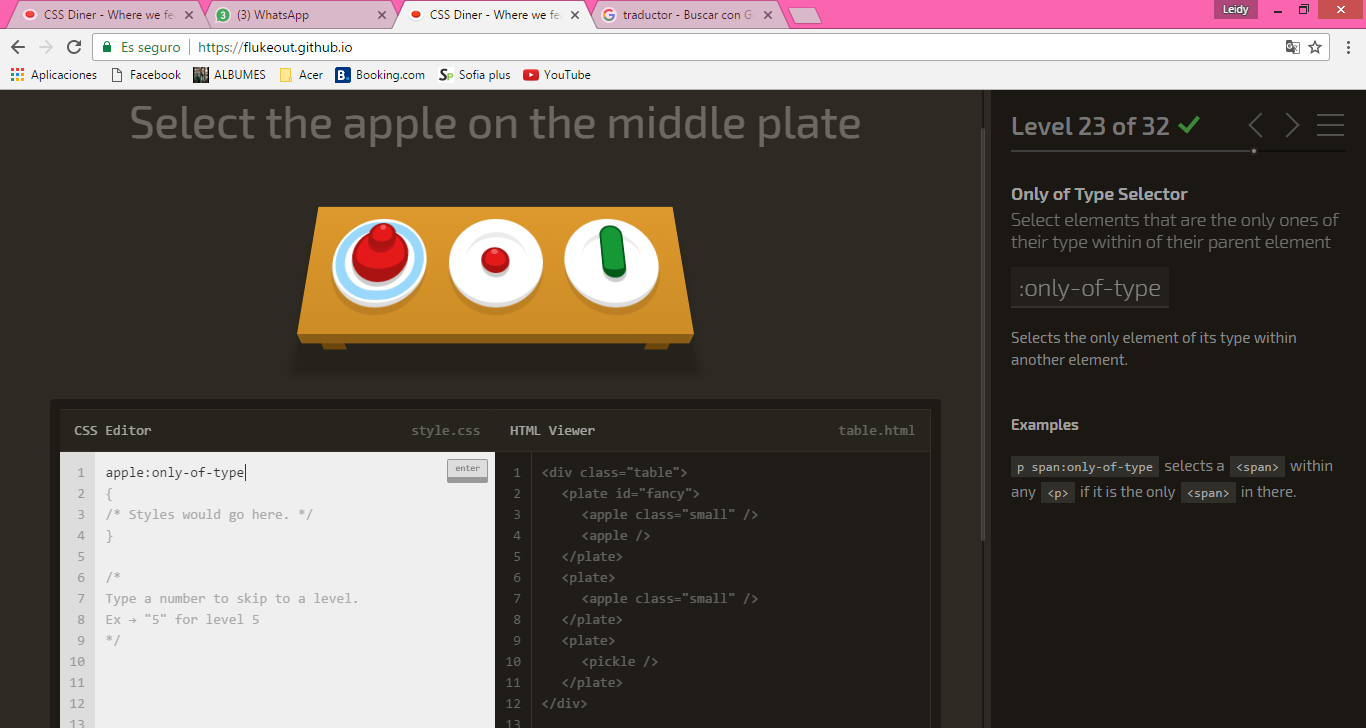 CSS Diner - Where we fe
(3) WhatsApp
CSS Diner - Where we fe
traductor - Buscar con G
Leidy
Es seguro
https://flukeout.github.io
Aplicaciones
Facebook
ALBUMES
Acer
B. Booking.com
Sp Sofia plus
YouTube
Select the apple on the middle plate
CSS Editor
style.css
1 apple:only-of-type
enter
2 {
3 /* Styles would go here. */
4 }
5
6 /*
7 Type a number to skip to a level.
8 Ex → "5" for level 5
9 */
10
11
12
13
HTML Viewer
table.html
1 <div class="table">
2 <plate id="fancy">
3 <apple class="small" />
4 <apple />
5 </plate>
6 <plate>
7 <apple class="small" />
8 </plate>
9 <plate>
10 <pickle />
11 </plate>
12 </div>
13
Level 23 of 32 ✓
Only of Type Selector
Select elements that are the only ones of
their type within of their parent element
:only-of-type
Selects the only element of its type within
another element.
Examples
p span:only-of-type selects a <span> within
any <p> if it is the only <span> in there.